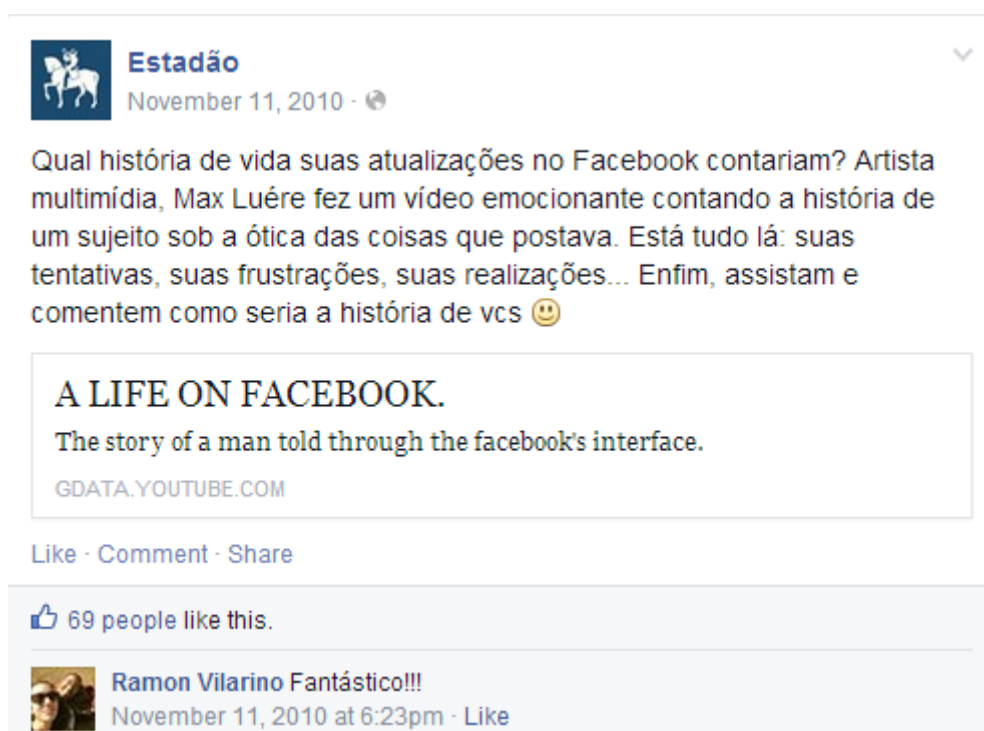 Estadão
November 11, 2010 ·
Qual história de vida suas atualizações no Facebook contariam? Artista
multimídia, Max Luére fez um vídeo emocionante contando a história de
um sujeito sob a ótica das coisas que postava. Está tudo lá: suas
tentativas, suas frustrações, suas realizações... Enfim, assistam e
comentem como seria a história de vcs
A LIFE ON FACEBOOK.
The story of a man told through the facebook's interface.
GDATA.YOUTUBE.COM
Like · Comment · Share
69 people like this.
Ramon Vilarino Fantástico!!!
November 11, 2010 at 6:23pm · Like